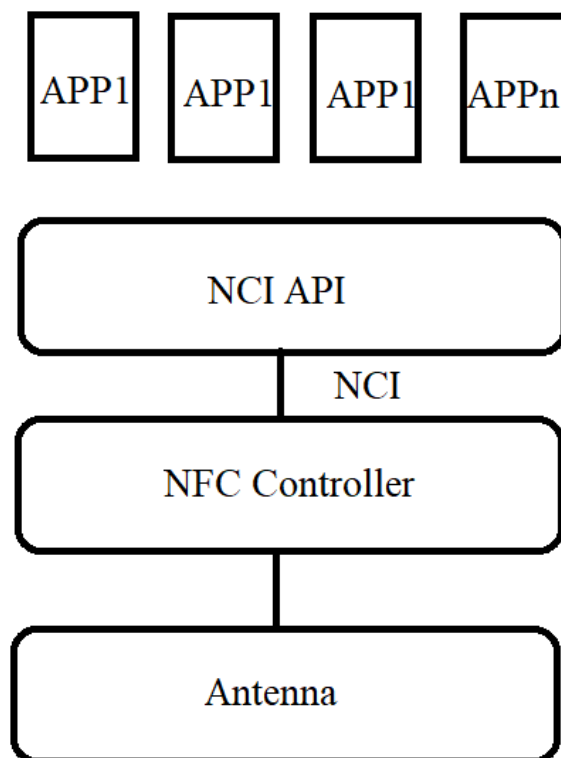 APP1 APP1 APP1 APPn
NCI API
NCI
NFC Controller
Antenna